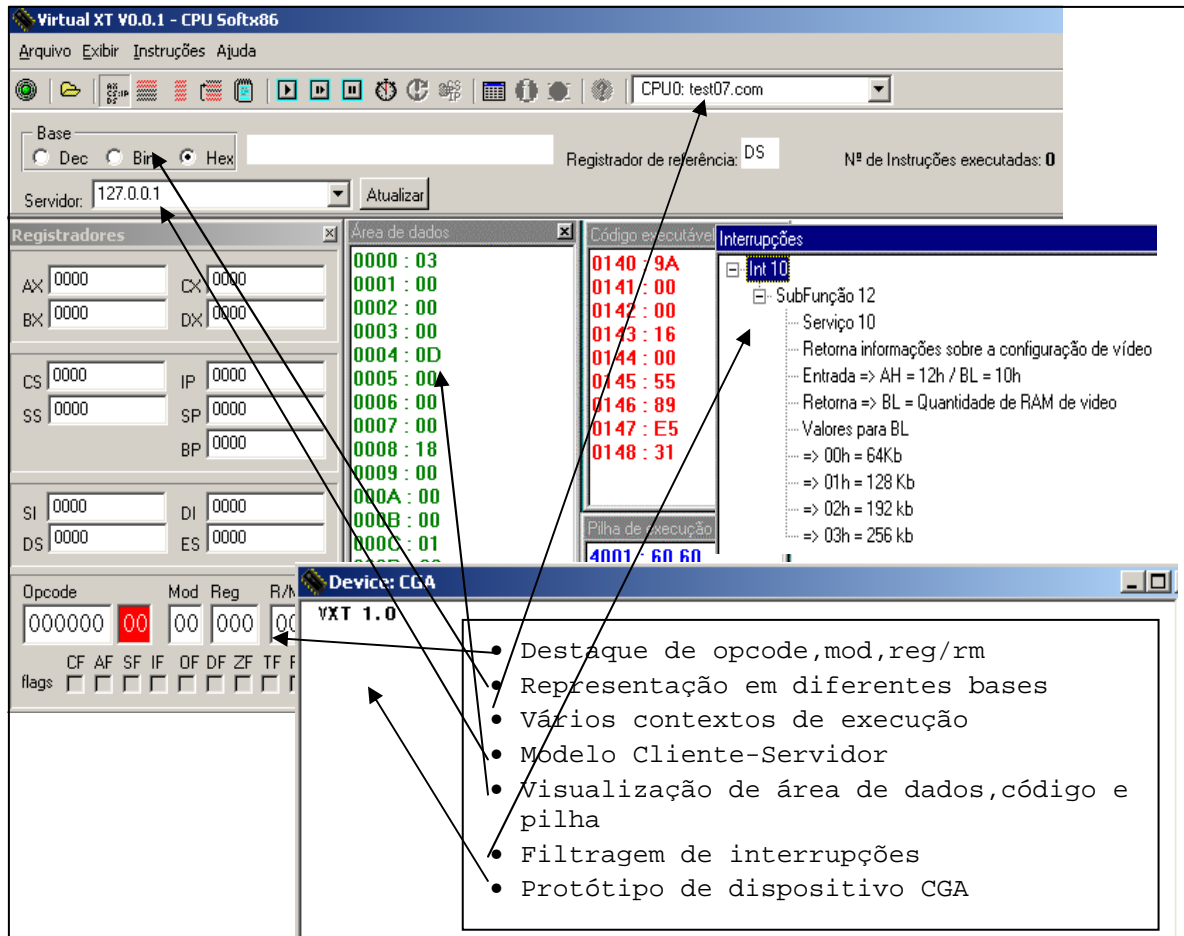 Virtual XT V0.0.1 - CPU Softx86
Arquivo Exibir Instruções Ajuda
AX CS:IP DS
CPU0: test07.com
Base
Dec Bin Hex
Registrador de referência: DS
Nº de Instruções executadas: 0
Servidor: 127.0.0.1 Atualizar
Registradores
AX 0000 CX 0000
BX 0000 DX 0000
CS 0000 IP 0000
SS 0000 SP 0000
BP 0000
SI 0000 DI 0000
DS 0000 ES 0000
Opcode Mod Reg R/M
000000 00 00 000 00
CF AF SF IF OF DF ZF TF
flags
Área de dados
0000 : 03
0001 : 00
0002 : 00
0003 : 00
0004 : 0D
0005 : 00
0006 : 00
0007 : 00
0008 : 18
0009 : 00
000A : 00
000B : 00
000C : 01
Código executável
0140 : 9A
0141 : 00
0142 : 00
0143 : 16
0144 : 00
0145 : 55
0146 : 89
0147 : E5
0148 : 31
Pilha de execução
4001 : 60 60
Interrupções
Int 10
SubFunção 12
Serviço 10
Retorna informações sobre a configuração de vídeo
Entrada => AH = 12h / BL = 10h
Retorna => BL = Quantidade de RAM de video
Valores para BL
=> 00h = 64Kb
=> 01h = 128 Kb
=> 02h = 192 kb
=> 03h = 256 kb
Device: CGA
VXT 1.0
• Destaque de opcode,mod,reg/rm
• Representação em diferentes bases
• Vários contextos de execução
• Modelo Cliente-Servidor
• Visualização de área de dados,código e
pilha
• Filtragem de interrupções
• Protótipo de dispositivo CGA